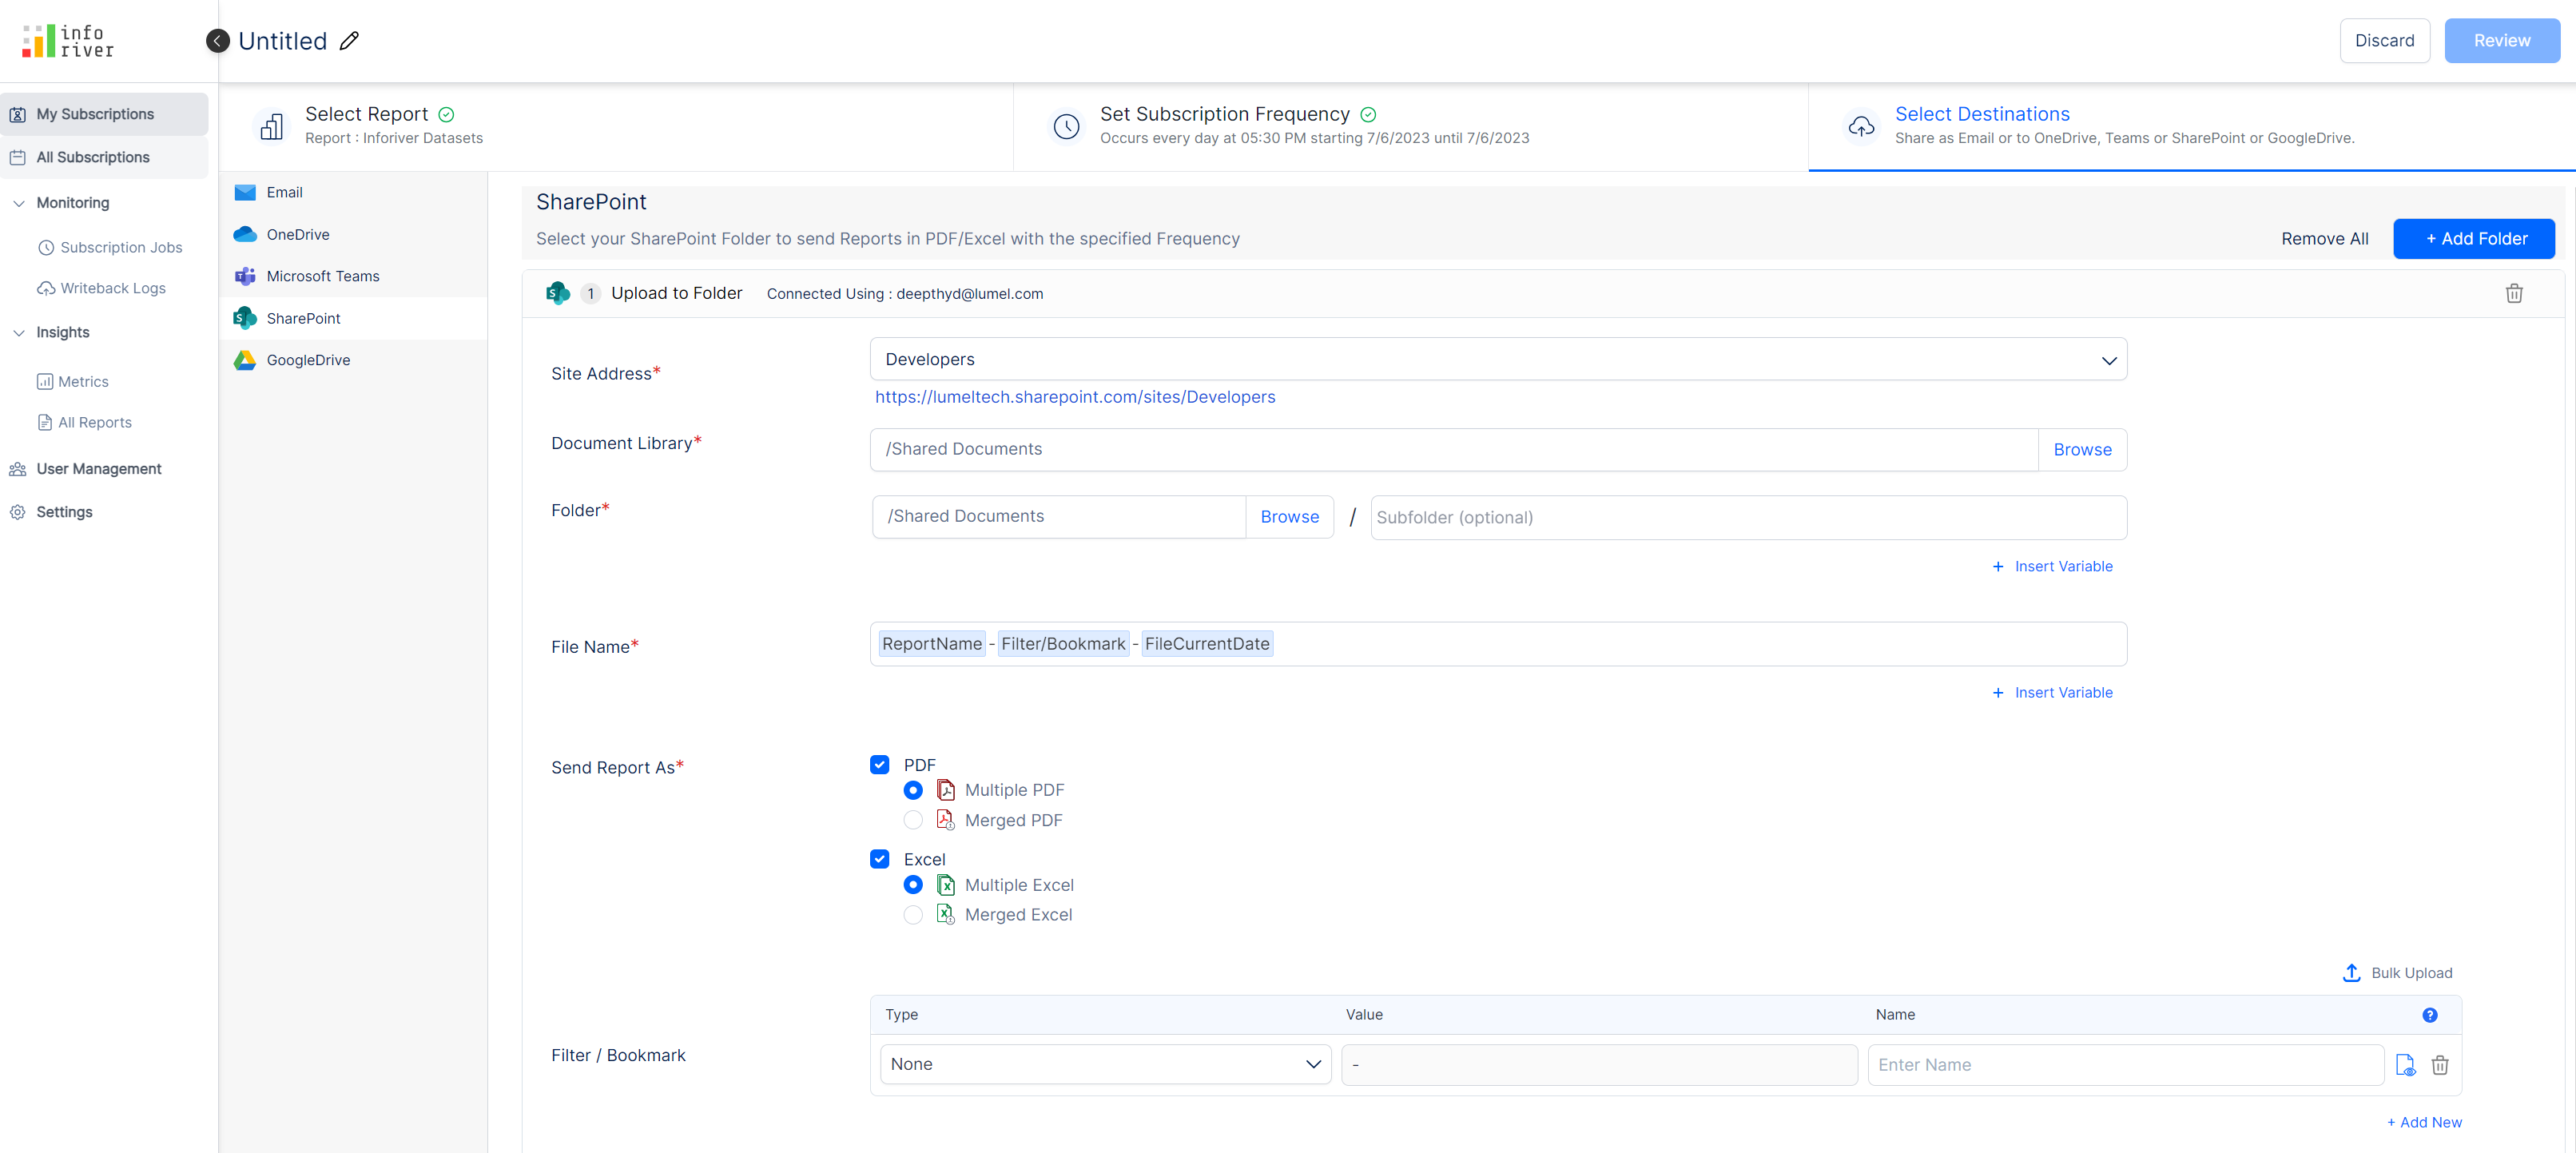 info
river
Untitled
Discard
Review
My Subscriptions
All Subscriptions
Monitoring
Subscription Jobs
Writeback Logs
Insights
Metrics
All Reports
User Management
Settings
Select Report
Report : Inforiver Datasets
Set Subscription Frequency
Occurs every day at 05:30 PM starting 7/6/2023 until 7/6/2023
Select Destinations
Share as Email or to OneDrive, Teams or SharePoint or GoogleDrive.
Email
OneDrive
Microsoft Teams
SharePoint
GoogleDrive
SharePoint
Select your SharePoint Folder to send Reports in PDF/Excel with the specified Frequency
Remove All
+ Add Folder
1 Upload to Folder Connected Using : deepthyd@lumel.com
Site Address* Developers
https://lumeltech.sharepoint.com/sites/Developers
Document Library* /Shared Documents Browse
Folder* /Shared Documents Browse / Subfolder (optional)
+ Insert Variable
File Name* ReportName - Filter/Bookmark - FileCurrentDate
+ Insert Variable
Send Report As* PDF
Multiple PDF
Merged PDF
Excel
Multiple Excel
Merged Excel
Bulk Upload
Type Value Name ?
Filter / Bookmark None - Enter Name
+ Add New